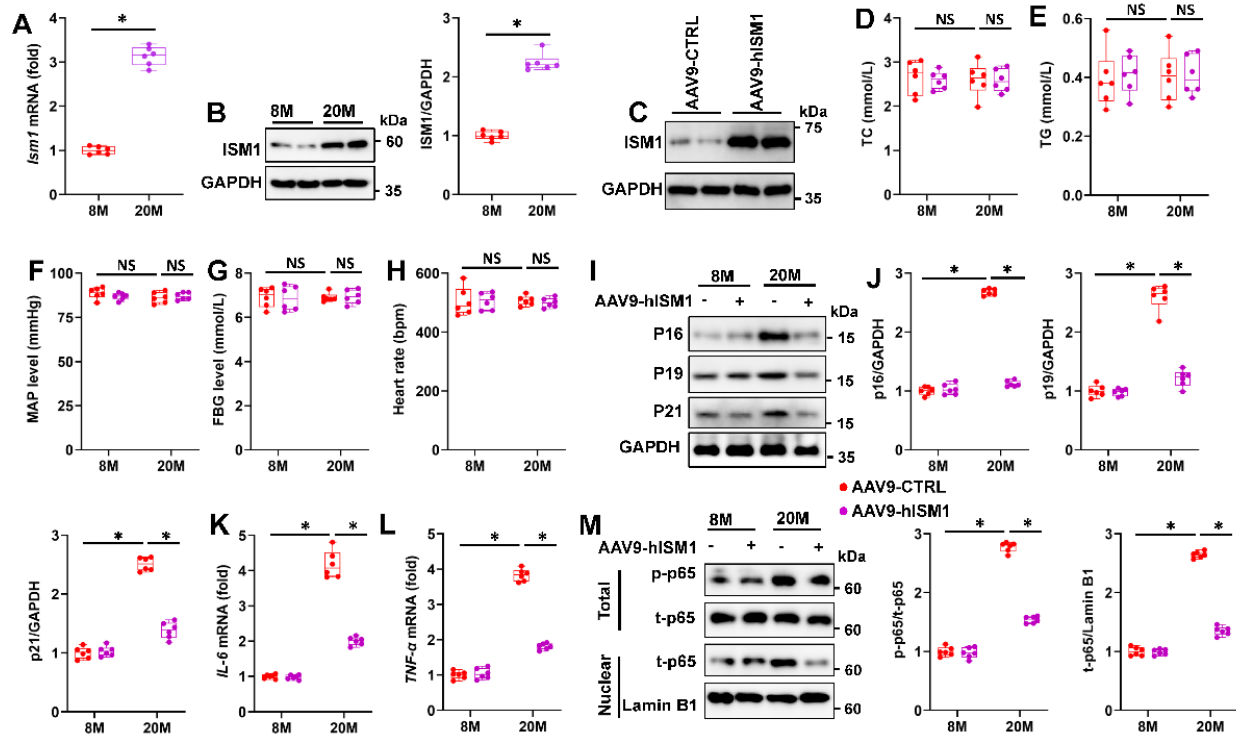 A
Ism1 mRNA (fold)
4
3
2
1
0
*
8M
20M
B
8M 20M
kDa
ISM1
60
GAPDH
35
ISM1/GAPDH
3
2
1
0
*
8M
20M
C
AAV9-CTRL
AAV9-hISM1
kDa
75
ISM1
GAPDH
35
D
TC (mmol/L)
4
3
2
1
0
NS NS
8M 20M
E
TG (mmol/L)
0.6
0.4
0.2
0.0
NS NS
8M 20M
F
MAP level (mmHg)
100
75
50
25
0
NS NS
8M 20M
G
FBG level (mmol/L)
8
6
4
2
0
NS NS
8M 20M
H
Heart rate (bpm)
600
400
200
0
NS NS
8M 20M
I
8M 20M
AAV9-hISM1 - + - +
kDa
P16
15
P19
15
P21
15
GAPDH
35
J
p16/GAPDH
3
2
1
0
* *
8M 20M
p19/GAPDH
3
2
1
0
* *
8M 20M
AAV9-CTRL
AAV9-hISM1
p21/GAPDH
3
2
1
0
* *
8M 20M
K
IL-6 mRNA (fold)
5
4
3
2
1
0
* *
8M 20M
L
TNF-α mRNA (fold)
5
4
3
2
1
0
* *
8M 20M
M
8M 20M
AAV9-hISM1 - + - +
kDa
Total
p-p65
60
t-p65
60
Nuclear
t-p65
60
Lamin B1
60
p-p65/t-p65
3
2
1
0
* *
8M 20M
t-p65/Lamin B1
3
2
1
0
* *
8M 20M